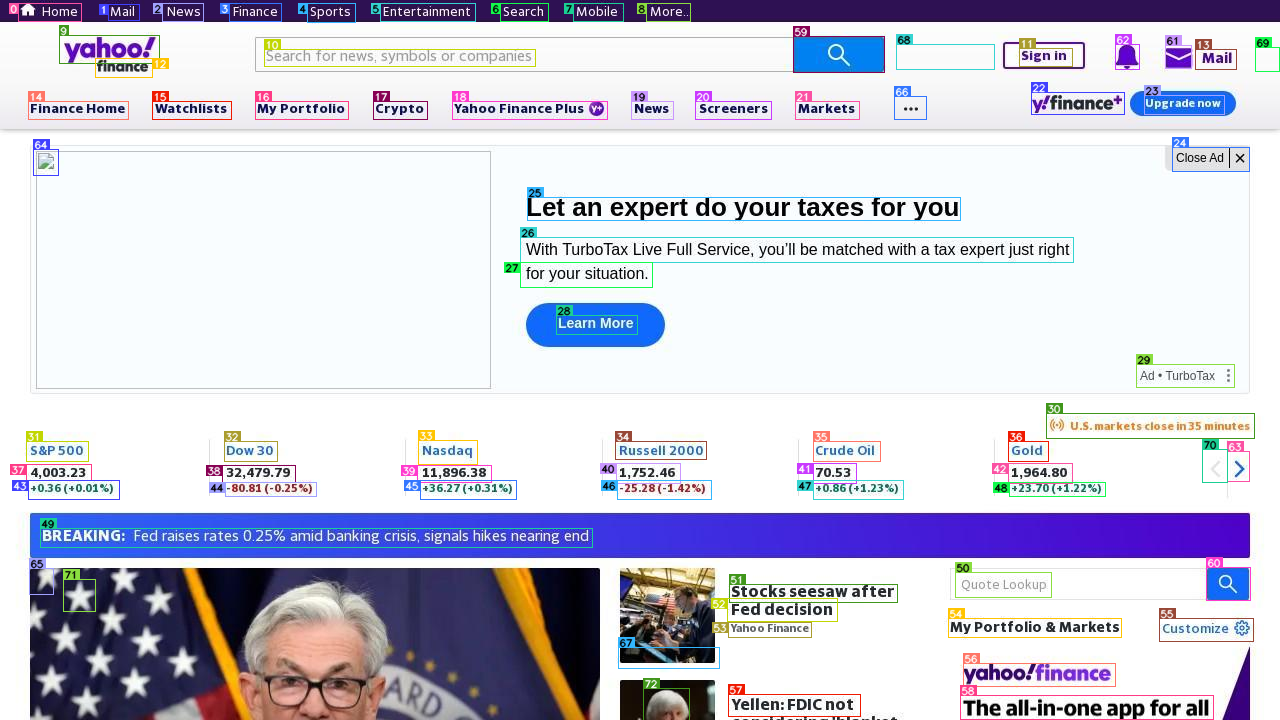 Home Mail News Finance Sports Entertainment Search Mobile More...
yahoo! finance
Search for news, symbols or companies
Sign in
Mail
Finance Home Watchlists My Portfolio Crypto Yahoo Finance Plus News Screeners Markets ...
y!finance+
Upgrade now
Close Ad
Let an expert do your taxes for you
With TurboTax Live Full Service, you'll be matched with a tax expert just right
for your situation.
Learn More
Ad • TurboTax
U.S. markets close in 35 minutes
S&P 500 Dow 30 Nasdaq Russell 2000 Crude Oil Gold
4,003.23 32,479.79 11,896.38 1,752.46 70.53 1,964.80
+0.36 (+0.01%) -80.81 (-0.25%) +36.27 (+0.31%) -25.28 (-1.42%) +0.86 (+1.23%) +23.70 (+1.22%)
BREAKING: Fed raises rates 0.25% amid banking crisis, signals hikes nearing end
Stocks seesaw after
Fed decision
Yahoo Finance
Yellen: FDIC not
considering 'blanket
Quote Lookup
My Portfolio & Markets
Customize
yahoo!finance
The all-in-one app for all